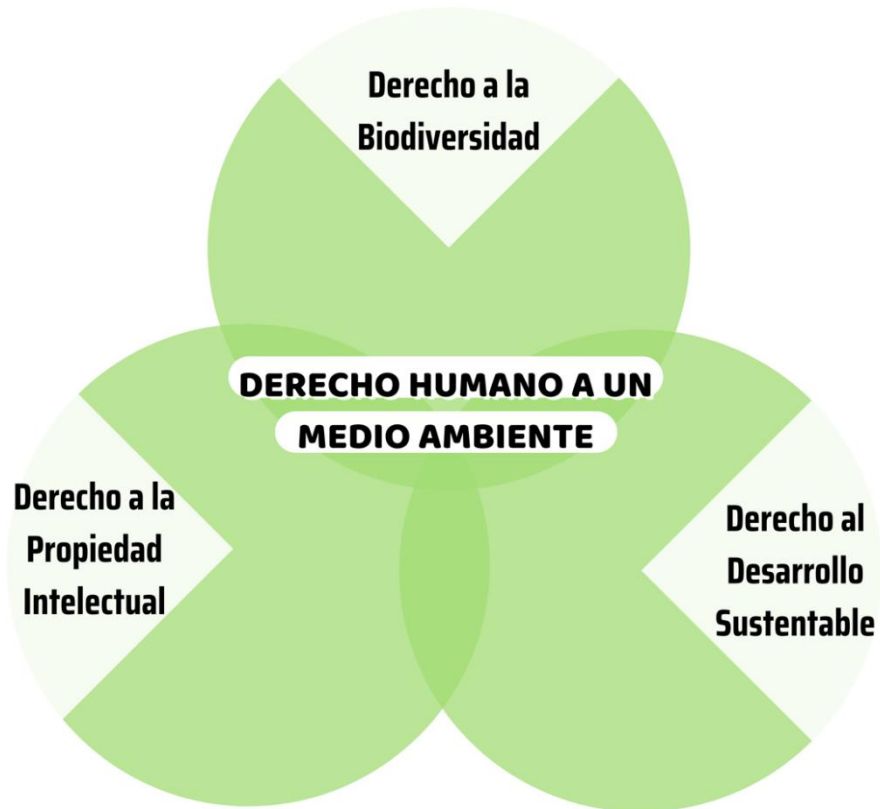 Derecho a la
Biodiversidad
DERECHO HUMANO A UN
MEDIO AMBIENTE
Derecho a la
Propiedad
Intelectual
Derecho al
Desarrollo
Sustentable